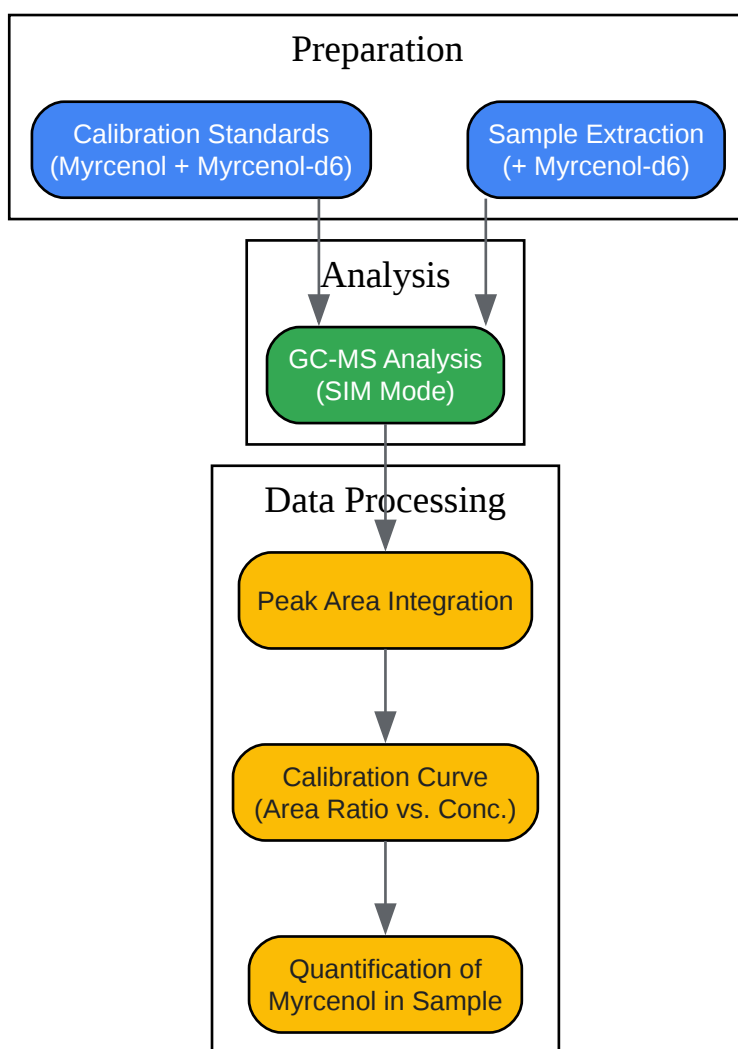 Preparation
Calibration Standards
(Myrcenol + Myrcenol-d6)
Sample Extraction
(+ Myrcenol-d6)
Analysis
GC-MS Analysis
(SIM Mode)
Data Processing
Peak Area Integration
Calibration Curve
(Area Ratio vs. Conc.)
Quantification of
Myrcenol in Sample